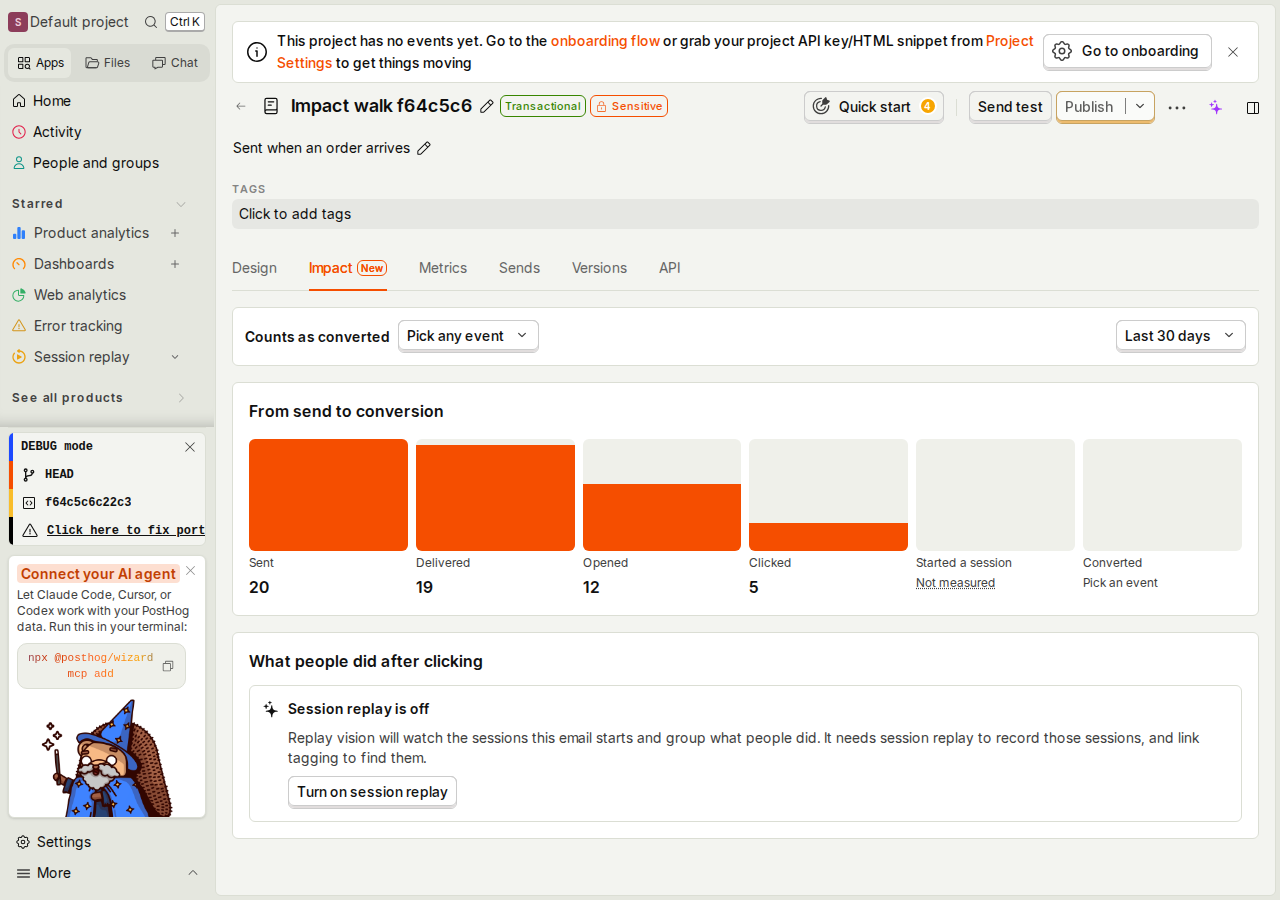 S Default project Ctrl K
Apps Files Chat
Home
Activity
People and groups
Starred
Product analytics
Dashboards
Web analytics
Error tracking
Session replay
See all products
DEBUG mode
HEAD
f64c5c6c22c3
Click here to fix port
Connect your AI agent
Let Claude Code, Cursor, or
Codex work with your PostHog
data. Run this in your terminal:
npx @posthog/wizard
mcp add
Settings
More
This project has no events yet. Go to the onboarding flow or grab your project API key/HTML snippet from Project
Settings to get things moving
Go to onboarding
Impact walk f64c5c6 Transactional Sensitive
Quick start 4 Send test Publish
Sent when an order arrives
TAGS
Click to add tags
Design Impact New Metrics Sends Versions API
Counts as converted Pick any event Last 30 days
From send to conversion
Sent Delivered Opened Clicked Started a session Converted
20 19 12 5 Not measured Pick an event
What people did after clicking
Session replay is off
Replay vision will watch the sessions this email starts and group what people did. It needs session replay to record those sessions, and link
tagging to find them.
Turn on session replay